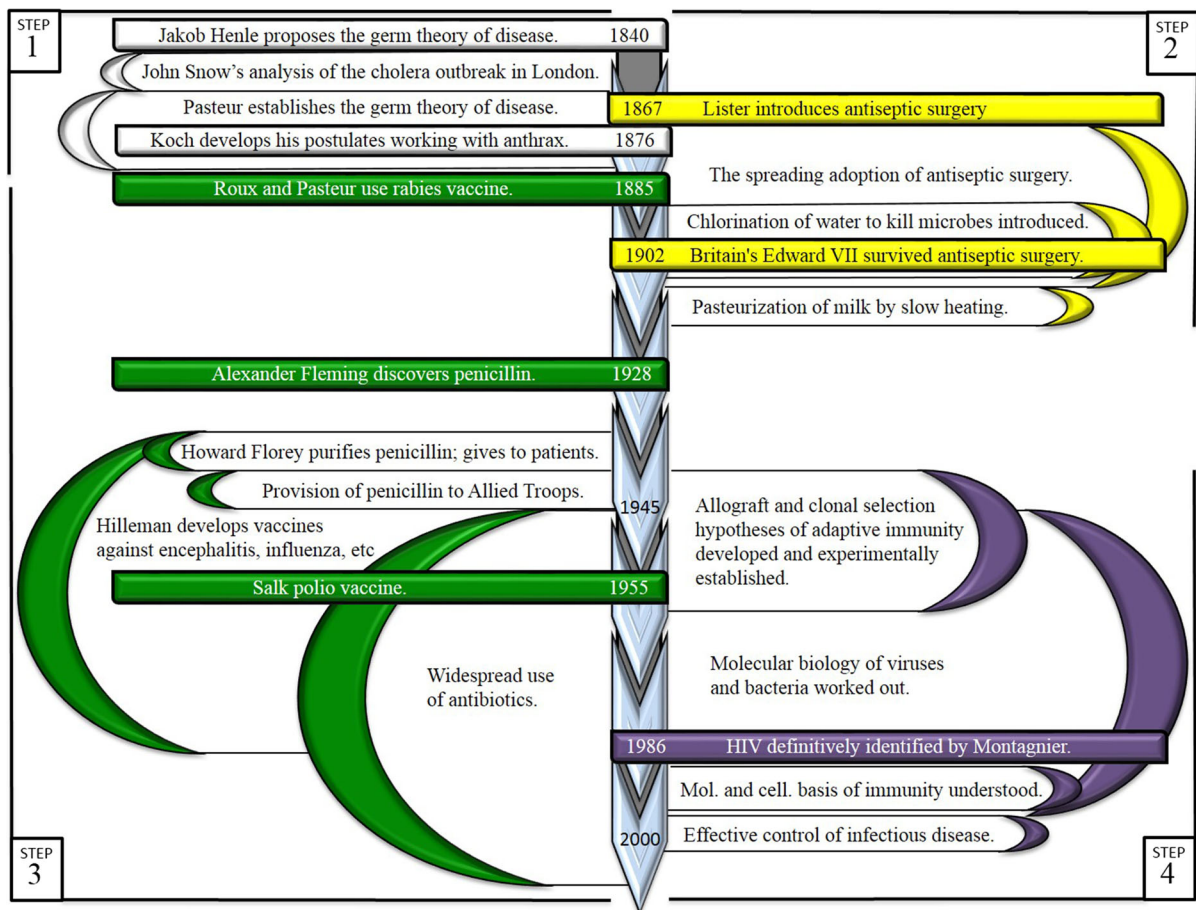 STEP
1
Jakob Henle proposes the germ theory of disease. 1840
STEP
2
John Snow's analysis of the cholera outbreak in London.
Pasteur establishes the germ theory of disease.
1867 Lister introduces antiseptic surgery
Koch develops his postulates working with anthrax. 1876
The spreading adoption of antiseptic surgery.
Roux and Pasteur use rabies vaccine. 1885
Chlorination of water to kill microbes introduced.
1902 Britain's Edward VII survived antiseptic surgery.
Pasteurization of milk by slow heating.
Alexander Fleming discovers penicillin. 1928
Howard Florey purifies penicillin; gives to patients.
Provision of penicillin to Allied Troops.
1945
Allograft and clonal selection
hypotheses of adaptive immunity
developed and experimentally
established.
Hilleman develops vaccines
against encephalitis, influenza, etc
Salk polio vaccine. 1955
Widespread use
of antibiotics.
Molecular biology of viruses
and bacteria worked out.
1986 HIV definitively identified by Montagnier.
Mol. and cell. basis of immunity understood.
2000
Effective control of infectious disease.
STEP
3
STEP
4